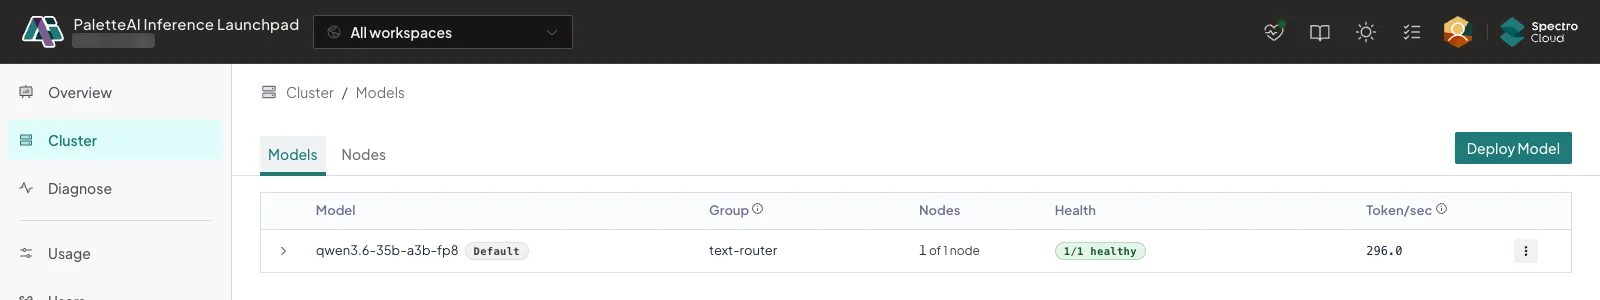 PaletteAI Inference Launchpad
All workspaces
Spectro Cloud
Overview
Cluster
Diagnose
Usage
Users
Cluster / Models
Models Nodes
Deploy Model
Model Group Nodes Health Token/sec
qwen3.6-35b-a3b-fp8 Default text-router 1 of 1 node 1/1 healthy 296.0